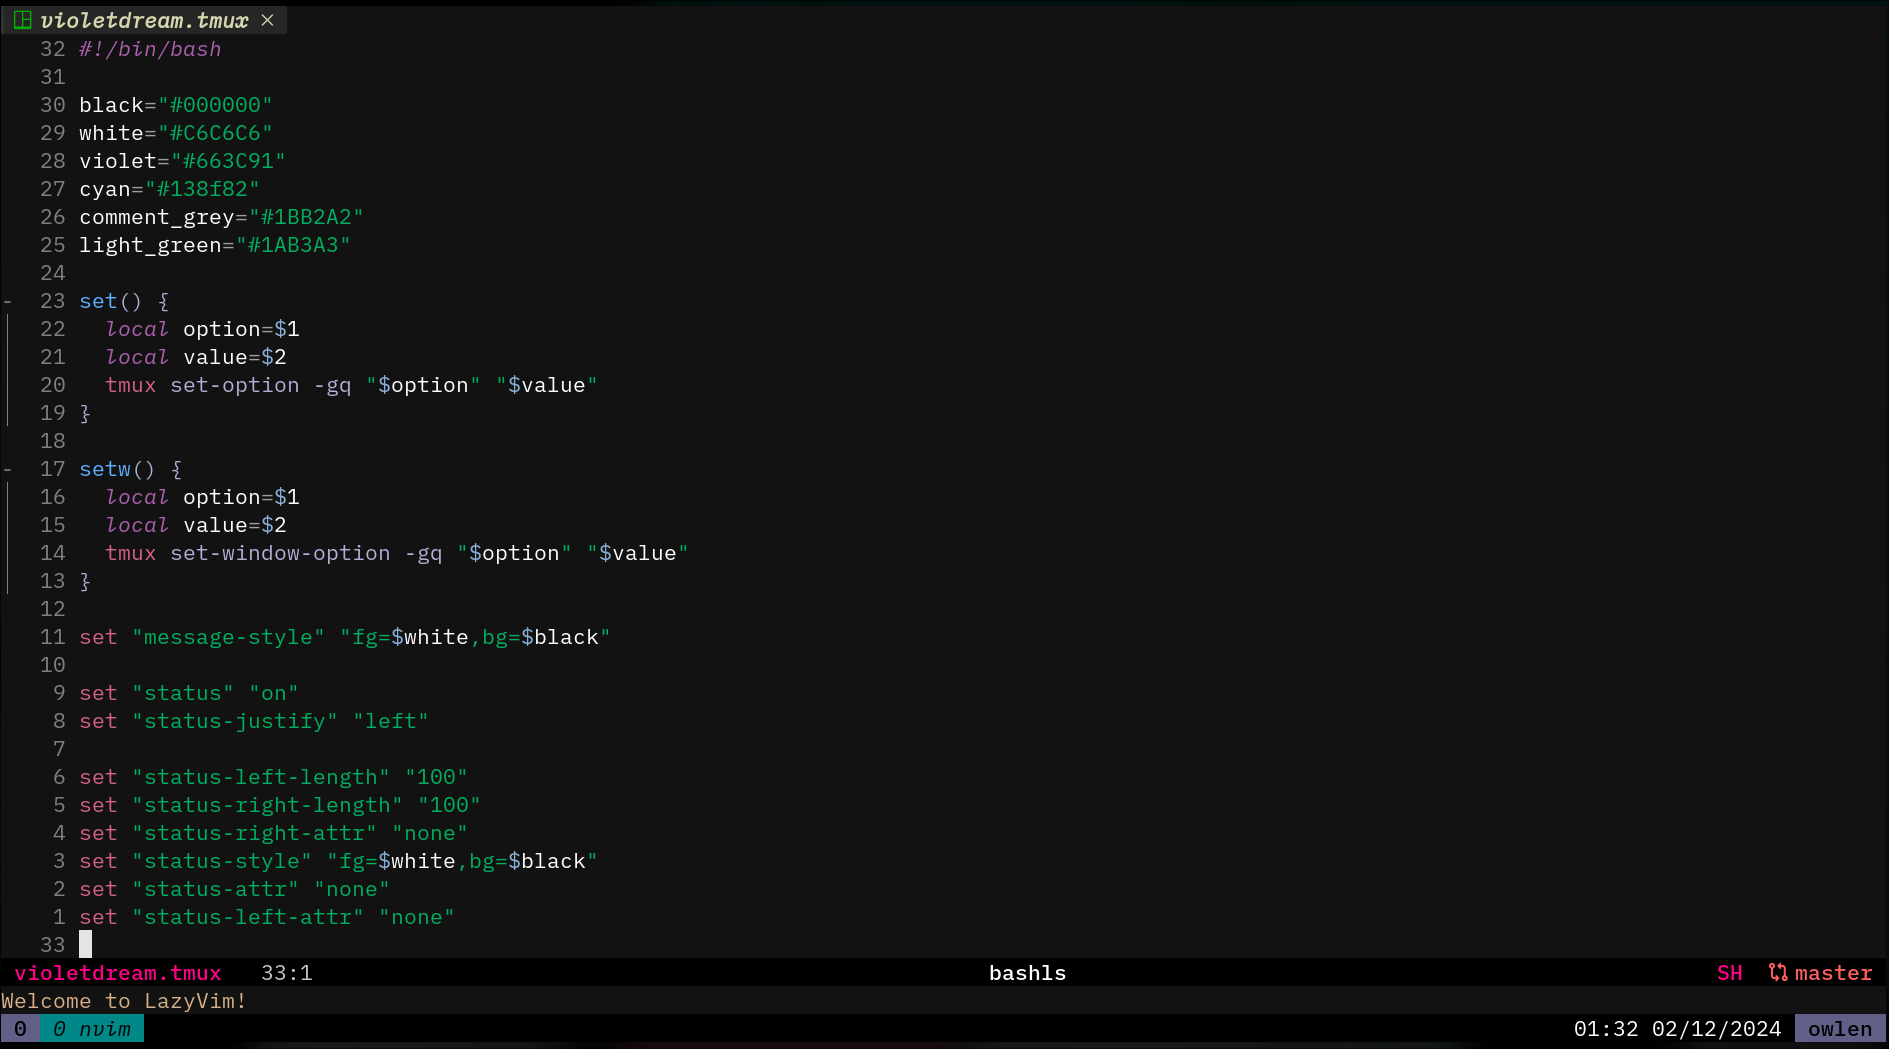 violetdream.tmux ×
32 #!/bin/bash
31
30 black="#000000"
29 white="#C6C6C6"
28 violet="#663C91"
27 cyan="#138f82"
26 comment_grey="#1BB2A2"
25 light_green="#1AB3A3"
24
- 23 set() {
22   local option=$1
21   local value=$2
20   tmux set-option -gq "$option" "$value"
19 }
18
- 17 setw() {
16   local option=$1
15   local value=$2
14   tmux set-window-option -gq "$option" "$value"
13 }
12
11 set "message-style" "fg=$white,bg=$black"
10
9 set "status" "on"
8 set "status-justify" "left"
7
6 set "status-left-length" "100"
5 set "status-right-length" "100"
4 set "status-right-attr" "none"
3 set "status-style" "fg=$white,bg=$black"
2 set "status-attr" "none"
1 set "status-left-attr" "none"
33
violetdream.tmux 33:1 bashls SH master
Welcome to LazyVim!
0 0 nvim 01:32 02/12/2024 owlen